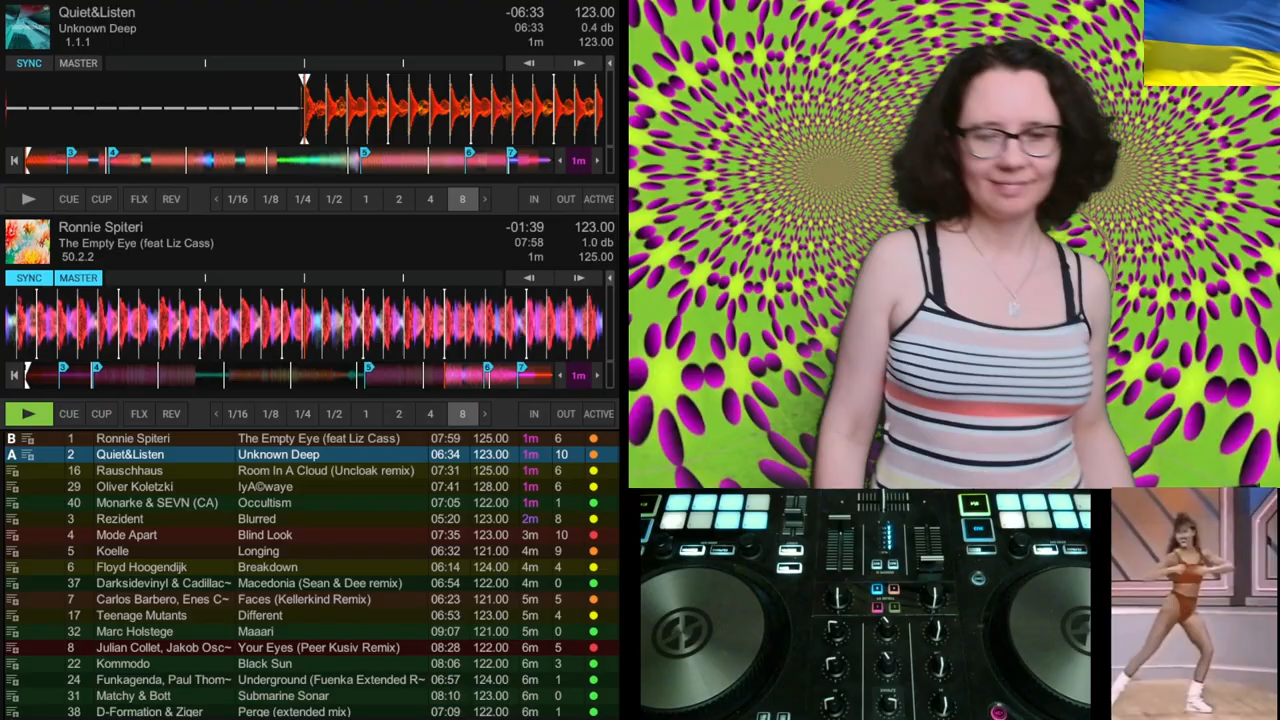 Quiet&Listen -06:33 123.00
Unknown Deep 06:33 0.4 db
1.1.1 1m 123.00
SYNC MASTER
3 4 5 6 7 1m
CUE CUP FLX REV 1/16 1/8 1/4 1/2 1 2 4 8 IN OUT ACTIVE
Ronnie Spiteri -01:39 123.00
The Empty Eye (feat Liz Cass) 07:58 1.0 db
50.2.2 1m 125.00
SYNC MASTER
3 4 5 6 7 1m
CUE CUP FLX REV 1/16 1/8 1/4 1/2 1 2 4 8 IN OUT ACTIVE
B 1 Ronnie Spiteri The Empty Eye (feat Liz Cass) 07:59 125.00 1m 6
A 2 Quiet&Listen Unknown Deep 06:34 123.00 1m 10
16 Rauschhaus Room In A Cloud (Uncloak remix) 07:31 125.00 1m 6
29 Oliver Koletzki IyA©waye 07:41 128.00 1m 6
40 Monarke & SEVN (CA) Occultism 07:05 122.00 1m 1
3 Rezident Blurred 05:20 123.00 2m 8
4 Mode Apart Blind Look 07:35 123.00 3m 10
5 Koelle Longing 06:32 121.00 4m 9
6 Floyd Hoogendijk Breakdown 06:14 124.00 4m 4
37 Darksidevinyl & Cadillac~ Macedonia (Sean & Dee remix) 06:54 122.00 4m 0
7 Carlos Barbero, Enes C~ Faces (Kellerkind Remix) 06:23 121.00 5m 5
17 Teenage Mutants Different 06:53 123.00 5m 4
32 Marc Holstege Maaari 09:07 121.00 5m 0
8 Julian Collet, Jakob Osc~ Your Eyes (Peer Kusiv Remix) 08:28 122.00 6m 5
22 Kommodo Black Sun 08:06 122.00 6m 3
24 Funkagenda, Paul Thom~ Underground (Fuenka Extended R~ 06:57 124.00 6m 1
31 Matchy & Bott Submarine Sonar 08:10 123.00 6m 0
38 D-Formation & Ziger Perge (extended mix) 07:09 122.00 6m 0